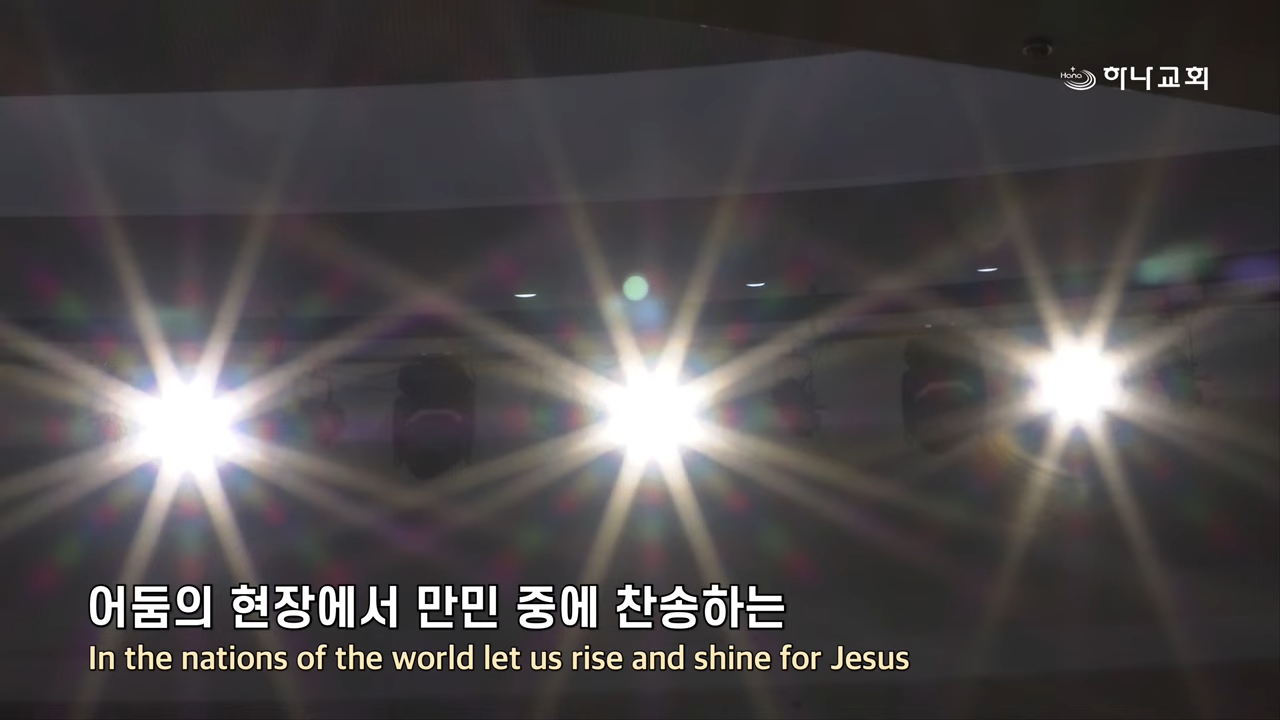 Hana 하나교회
어둠의 현장에서 만민 중에 찬송하는
In the nations of the world let us rise and shine for Jesus